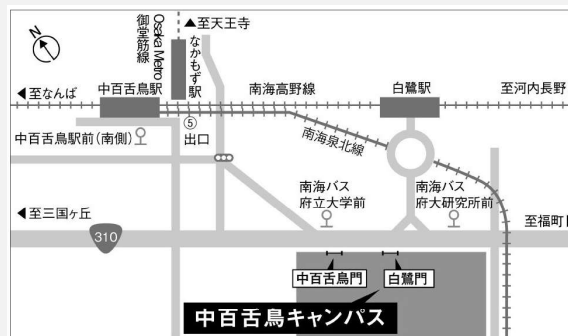 N
Osaka Metro
御堂筋線
なかもず駅
▲至天王寺
◀至なんば
中百舌鳥駅
南海高野線
白鷺駅
至河内長野
⑤
出口
中百舌鳥駅前(南側)
南海泉北線
南海バス
府立大学前
南海バス
府大研究所前
◀至三国ヶ丘
至福町
310
中百舌鳥門
白鷺門
中百舌鳥キャンパス